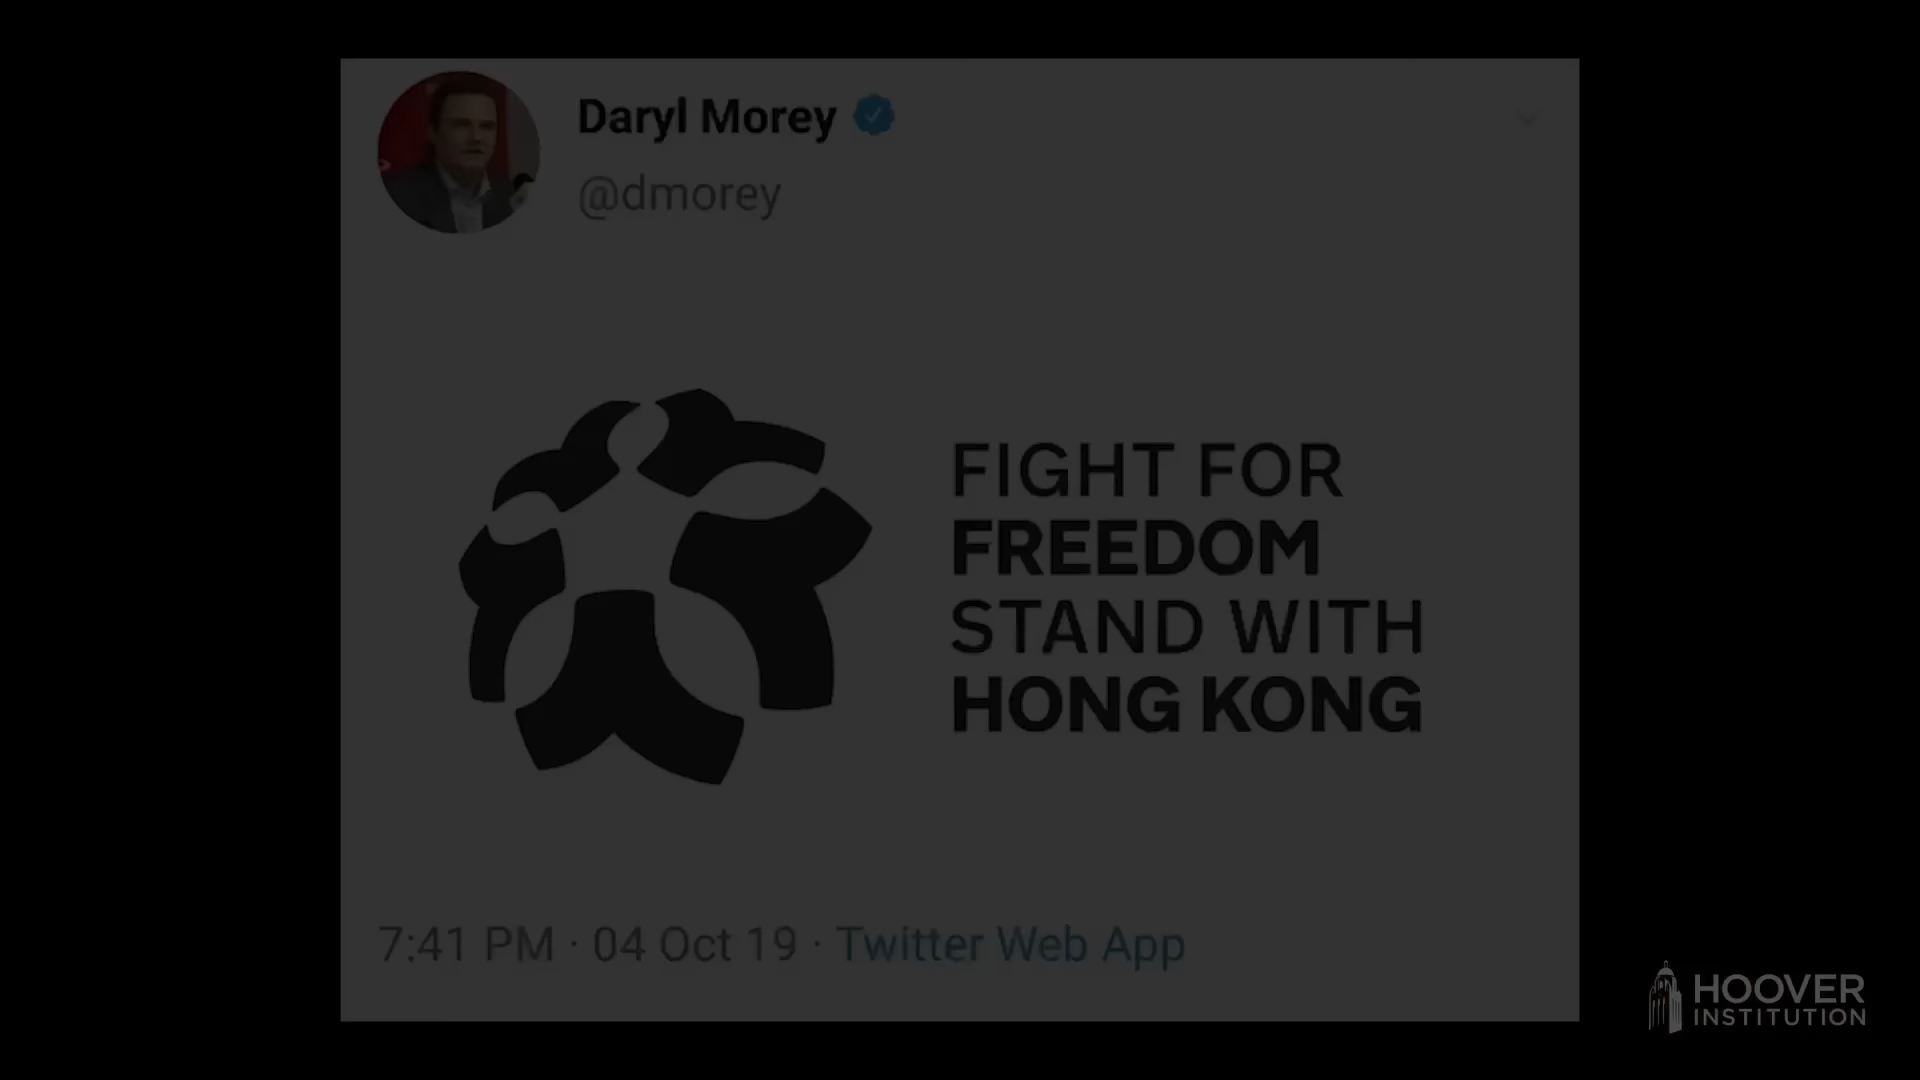 Daryl Morey
@dmorey
FIGHT FOR
FREEDOM
STAND WITH
HONG KONG
7:41 PM · 04 Oct 19 · Twitter Web App
HOOVER
INSTITUTION